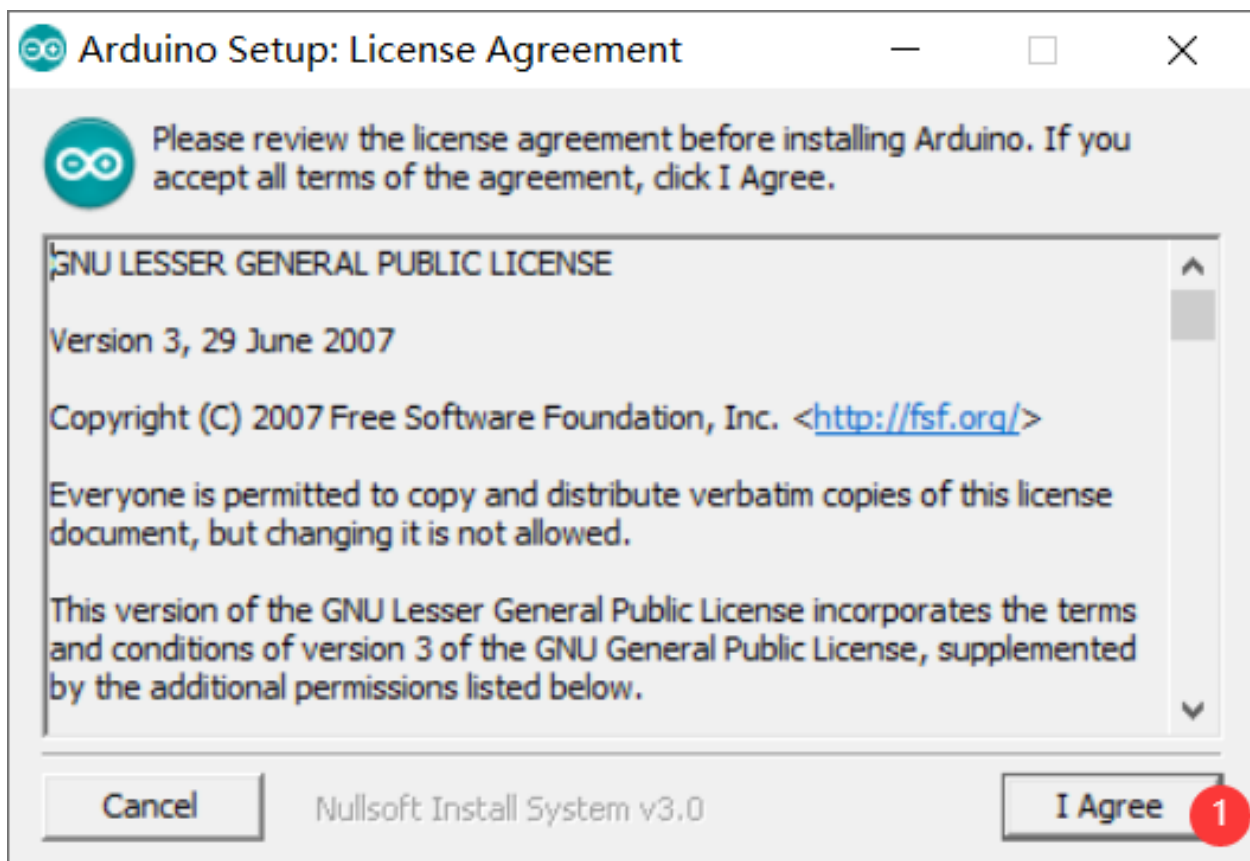 Arduino Setup: License Agreement
Please review the license agreement before installing Arduino. If you
accept all terms of the agreement, click I Agree.
GNU LESSER GENERAL PUBLIC LICENSE
Version 3, 29 June 2007
Copyright (C) 2007 Free Software Foundation, Inc. <http://fsf.org/>
Everyone is permitted to copy and distribute verbatim copies of this license
document, but changing it is not allowed.
This version of the GNU Lesser General Public License incorporates the terms
and conditions of version 3 of the GNU General Public License, supplemented
by the additional permissions listed below.
Cancel
Nullsoft Install System v3.0
I Agree
1